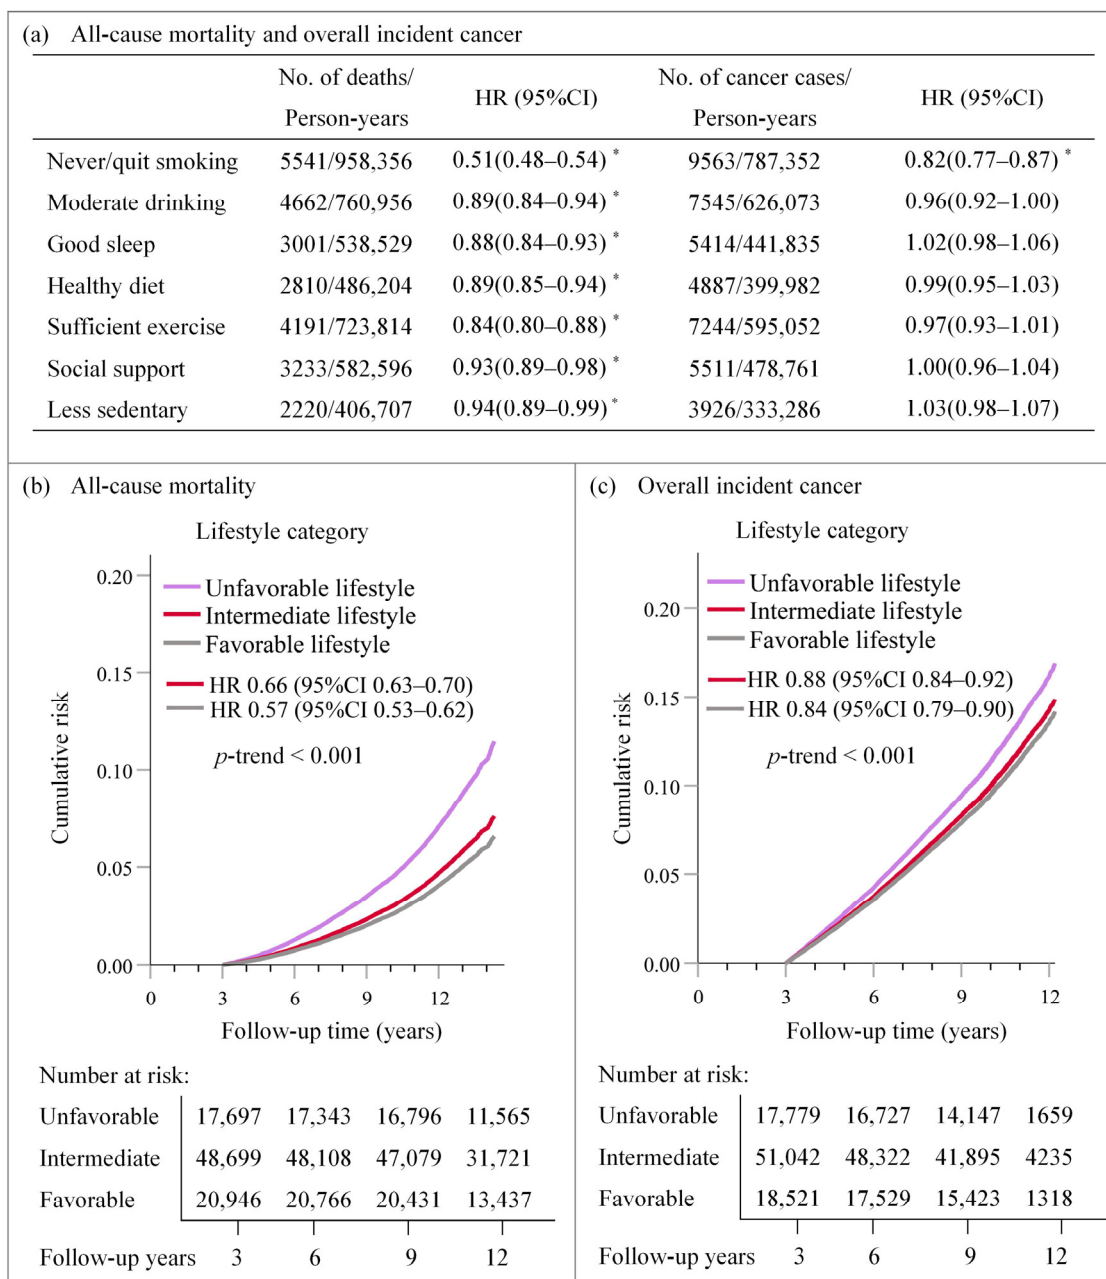 (a) All-cause mortality and overall incident cancer
No. of deaths/ Person-years HR (95%CI) No. of cancer cases/ Person-years HR (95%CI)
Never/quit smoking 5541/958,356 0.51(0.48–0.54) * 9563/787,352 0.82(0.77–0.87) *
Moderate drinking 4662/760,956 0.89(0.84–0.94) * 7545/626,073 0.96(0.92–1.00)
Good sleep 3001/538,529 0.88(0.84–0.93) * 5414/441,835 1.02(0.98–1.06)
Healthy diet 2810/486,204 0.89(0.85–0.94) * 4887/399,982 0.99(0.95–1.03)
Sufficient exercise 4191/723,814 0.84(0.80–0.88) * 7244/595,052 0.97(0.93–1.01)
Social support 3233/582,596 0.93(0.89–0.98) * 5511/478,761 1.00(0.96–1.04)
Less sedentary 2220/406,707 0.94(0.89–0.99) * 3926/333,286 1.03(0.98–1.07)
(b) All-cause mortality
Lifestyle category
Unfavorable lifestyle
Intermediate lifestyle
Favorable lifestyle
HR 0.66 (95%CI 0.63–0.70)
HR 0.57 (95%CI 0.53–0.62)
p-trend < 0.001
Cumulative risk
0.20
0.15
0.10
0.05
0.00
0 3 6 9 12
Follow-up time (years)
Number at risk:
Unfavorable 17,697 17,343 16,796 11,565
Intermediate 48,699 48,108 47,079 31,721
Favorable 20,946 20,766 20,431 13,437
Follow-up years 3 6 9 12
(c) Overall incident cancer
Lifestyle category
Unfavorable lifestyle
Intermediate lifestyle
Favorable lifestyle
HR 0.88 (95%CI 0.84–0.92)
HR 0.84 (95%CI 0.79–0.90)
p-trend < 0.001
Cumulative risk
0.20
0.15
0.10
0.05
0.00
0 3 6 9 12
Follow-up time (years)
Number at risk:
Unfavorable 17,779 16,727 14,147 1659
Intermediate 51,042 48,322 41,895 4235
Favorable 18,521 17,529 15,423 1318
Follow-up years 3 6 9 12